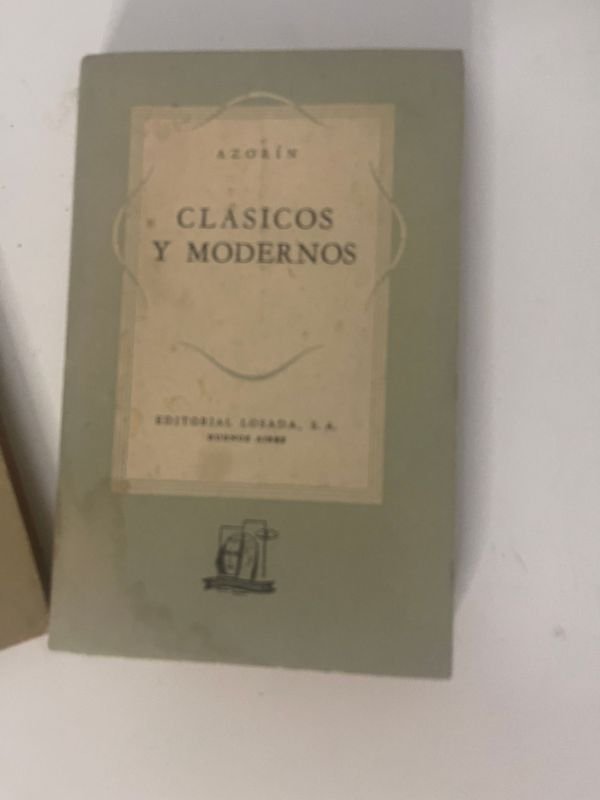 AZORÍN
CLÁSICOS
Y MODERNOS
EDITORIAL LOSADA, S.A.
BUENOS AIRES